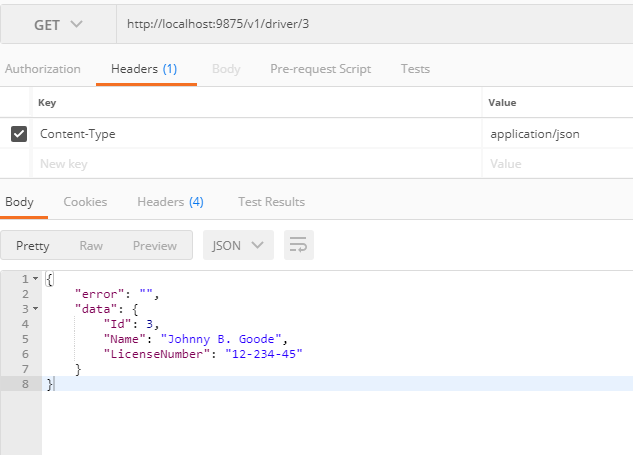 GET http://localhost:9875/v1/driver/3
Authorization Headers (1) Body Pre-request Script Tests
Key Value
Content-Type application/json
New key Value
Body Cookies Headers (4) Test Results
Pretty Raw Preview JSON
1 {
2 "error": "",
3 "data": {
4 "Id": 3,
5 "Name": "Johnny B. Goode",
6 "LicenseNumber": "12-234-45"
7 }
8 }